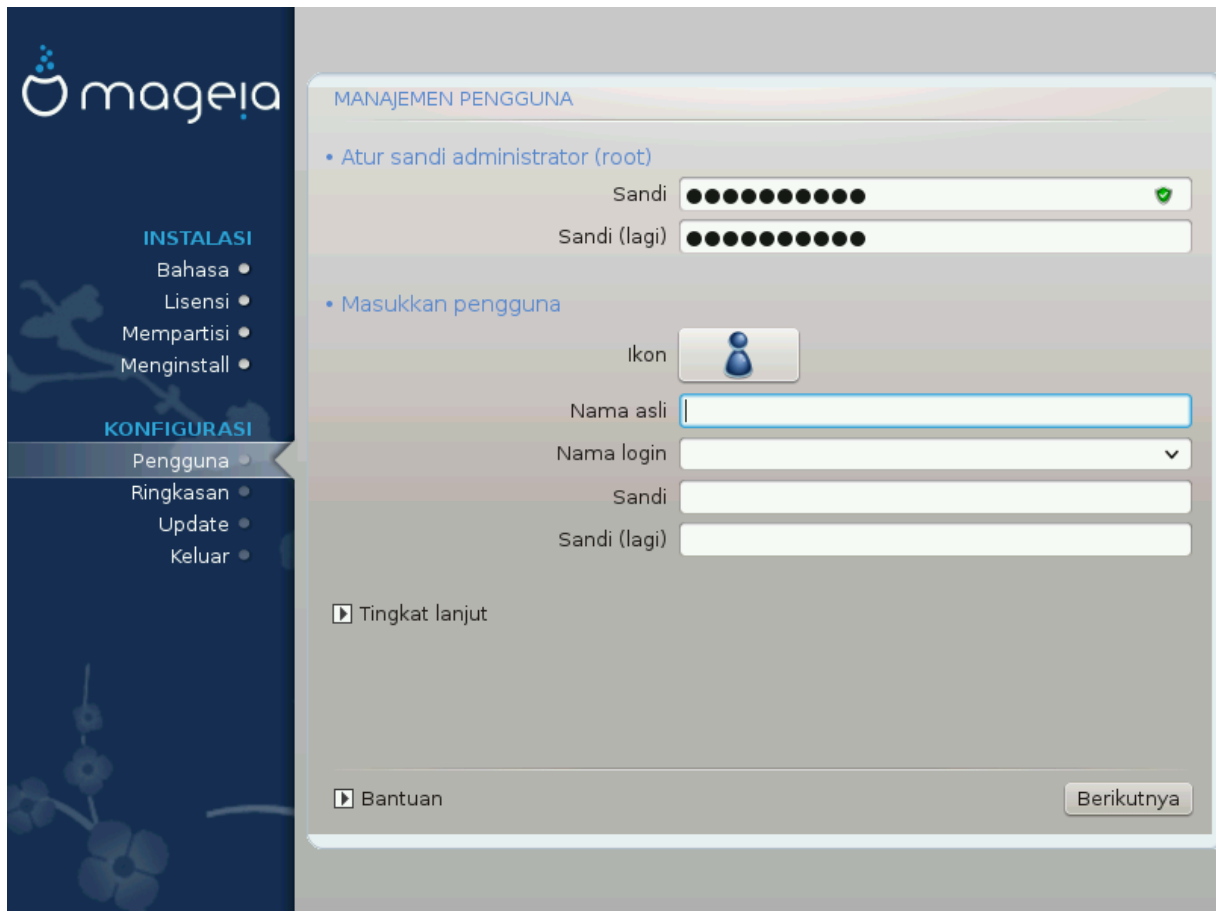 mageia
INSTALASI
Bahasa
Lisensi
Mempartisi
Menginstall
KONFIGURASI
Pengguna
Ringkasan
Update
Keluar
MANAJEMEN PENGGUNA
• Atur sandi administrator (root)
Sandi ●●●●●●●●●●
Sandi (lagi) ●●●●●●●●●●
• Masukkan pengguna
Ikon
Nama asli
Nama login
Sandi
Sandi (lagi)
Tingkat lanjut
Bantuan
Berikutnya